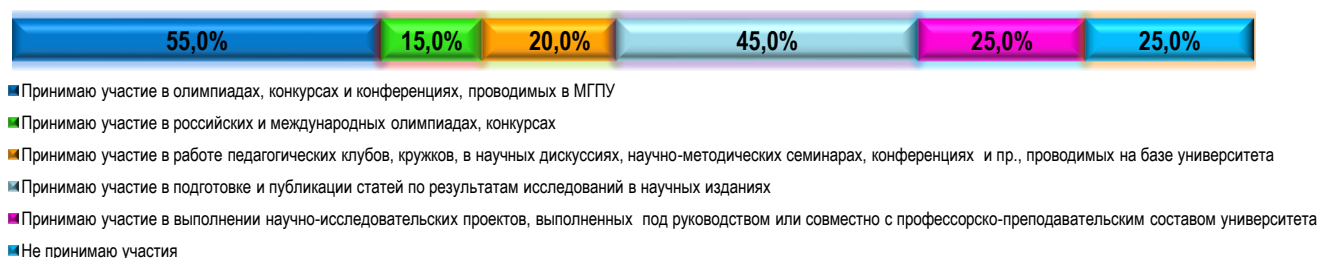 55,0% 15,0% 20,0% 45,0% 25,0% 25,0%
Принимаю участие в олимпиадах, конкурсах и конференциях, проводимых в МГПУ
Принимаю участие в российских и международных олимпиадах, конкурсах
Принимаю участие в работе педагогических клубов, кружков, в научных дискуссиях, научно-методических семинарах, конференциях и пр., проводимых на базе университета
Принимаю участие в подготовке и публикации статей по результатам исследований в научных изданиях
Принимаю участие в выполнении научно-исследовательских проектов, выполненных под руководством или совместно с профессорско-преподавательским составом университета
Не принимаю участия